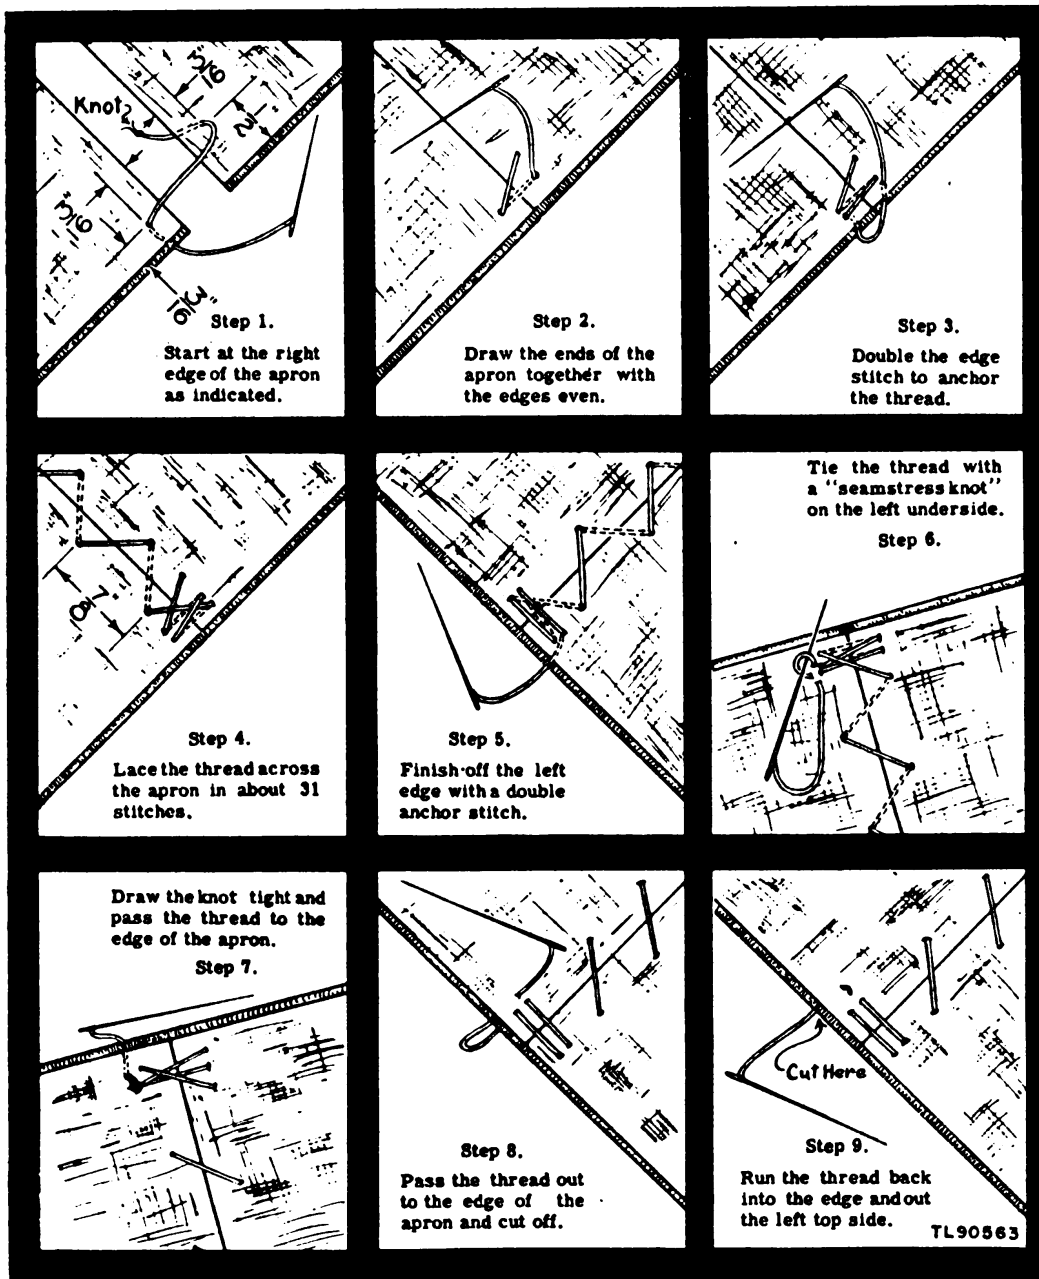 Knot
3/16"
1/2"
3/16"
3/16"
Step 1.
Start at the right
edge of the apron
as indicated.
Step 2.
Draw the ends of the
apron together with
the edges even.
Step 3.
Double the edge
stitch to anchor
the thread.
7/8"
Step 4.
Lace the thread across
the apron in about 31
stitches.
Step 5.
Finish-off the left
edge with a double
anchor stitch.
Tie the thread with
a "seamstress knot"
on the left underside.
Step 6.
Draw the knot tight and
pass the thread to the
edge of the apron.
Step 7.
Step 8.
Pass the thread out
to the edge of the
apron and cut off.
Cut Here
Step 9.
Run the thread back
into the edge and out
the left top side.
TL90563